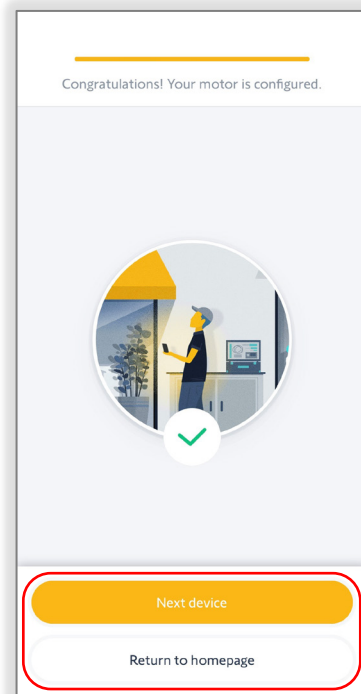 Congratulations! Your motor is configured.
Next device
Return to homepage